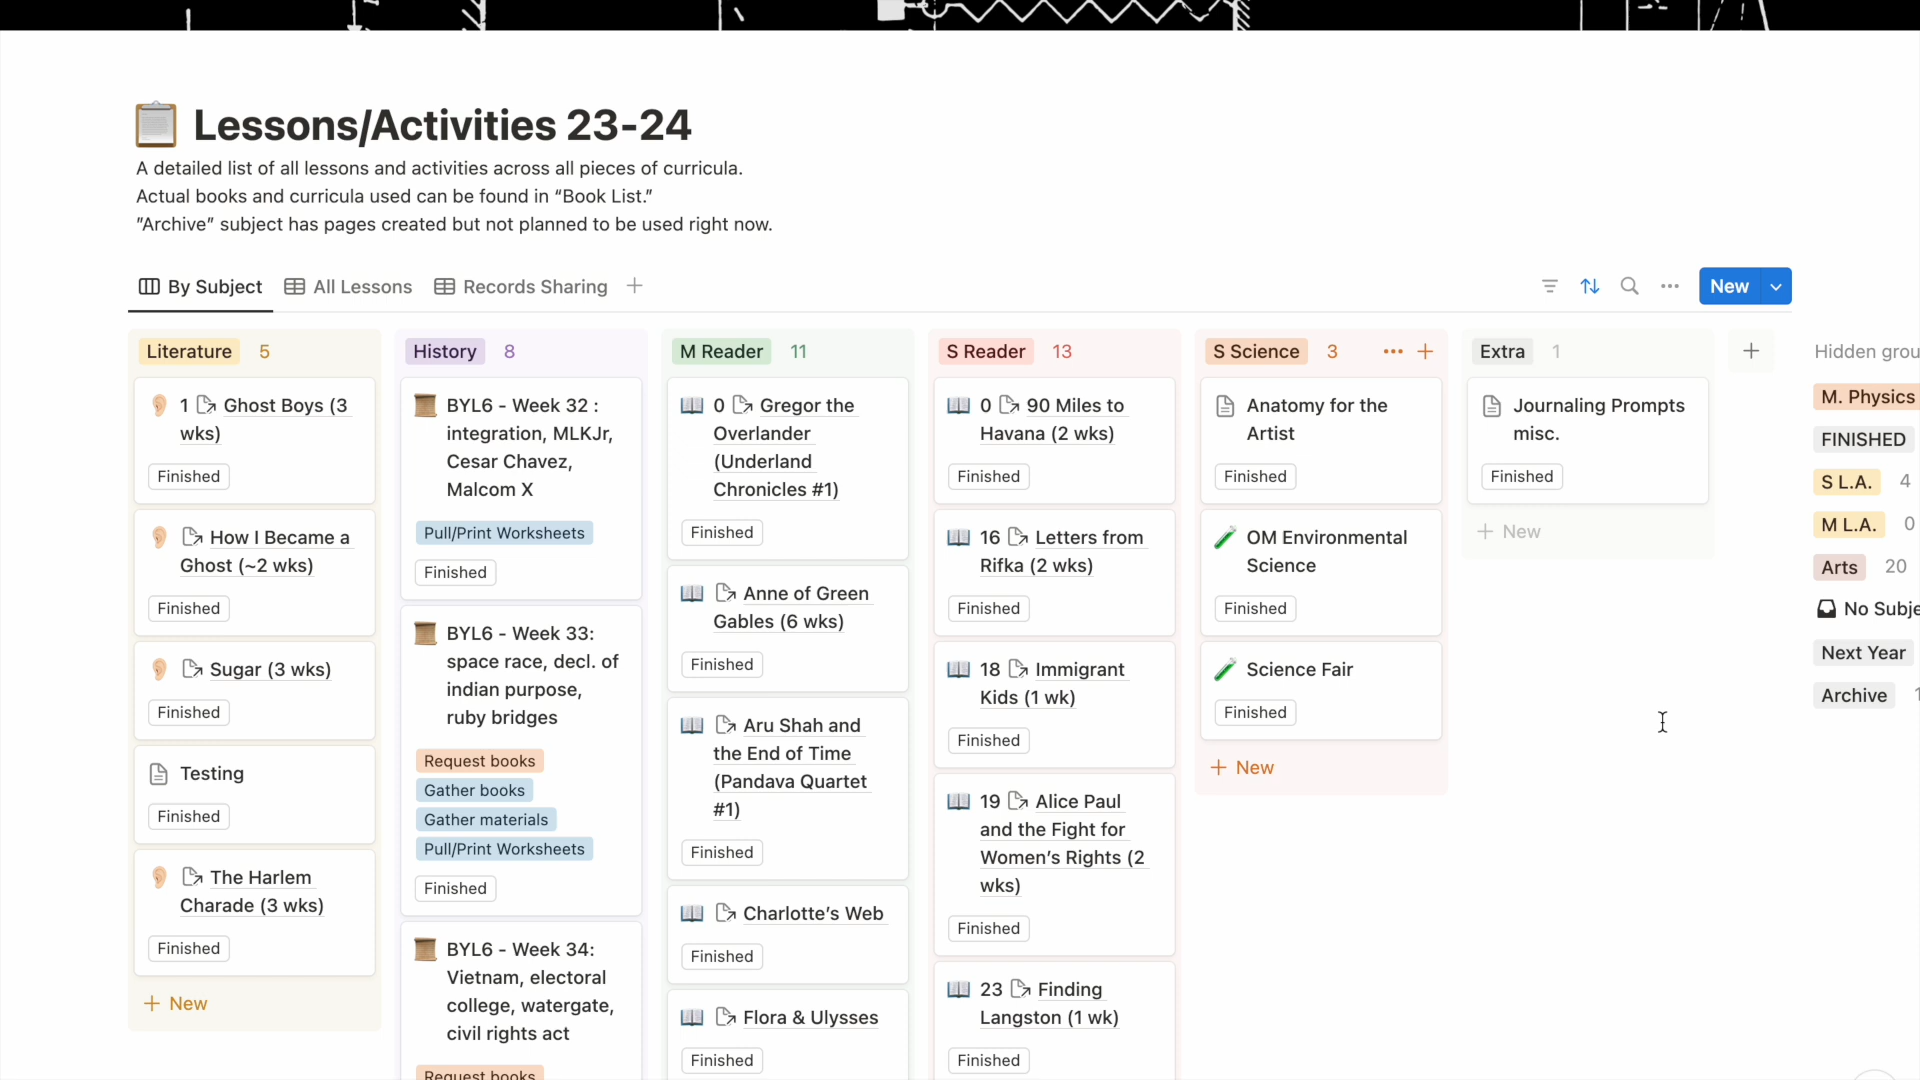 Lessons/Activities 23-24
A detailed list of all lessons and activities across all pieces of curricula.
Actual books and curricula used can be found in “Book List.”
”Archive” subject has pages created but not planned to be used right now.
By Subject
All Lessons
Records Sharing
New
Literature 5
1 Ghost Boys (3
wks)
Finished
How I Became a
Ghost (~2 wks)
Finished
Sugar (3 wks)
Finished
Testing
Finished
The Harlem
Charade (3 wks)
Finished
+ New
History 8
BYL6 - Week 32 :
integration, MLKJr,
Cesar Chavez,
Malcom X
Pull/Print Worksheets
Finished
BYL6 - Week 33:
space race, decl. of
indian purpose,
ruby bridges
Request books
Gather books
Gather materials
Pull/Print Worksheets
Finished
BYL6 - Week 34:
Vietnam, electoral
college, watergate,
civil rights act
Request books
M Reader 11
0 Gregor the
Overlander
(Underland
Chronicles #1)
Finished
Anne of Green
Gables (6 wks)
Finished
Aru Shah and
the End of Time
(Pandava Quartet
#1)
Finished
Charlotte’s Web
Finished
Flora & Ulysses
Finished
S Reader 13
0 90 Miles to
Havana (2 wks)
Finished
16 Letters from
Rifka (2 wks)
Finished
18 Immigrant
Kids (1 wk)
Finished
19 Alice Paul
and the Fight for
Women’s Rights (2
wks)
Finished
23 Finding
Langston (1 wk)
Finished
S Science 3
Anatomy for the
Artist
Finished
OM Environmental
Science
Finished
Science Fair
Finished
+ New
Extra 1
Journaling Prompts
misc.
Finished
+ New
Hidden grou
M. Physics
FINISHED
S L.A. 4
M L.A. 0
Arts 20
No Subje
Next Year
Archive